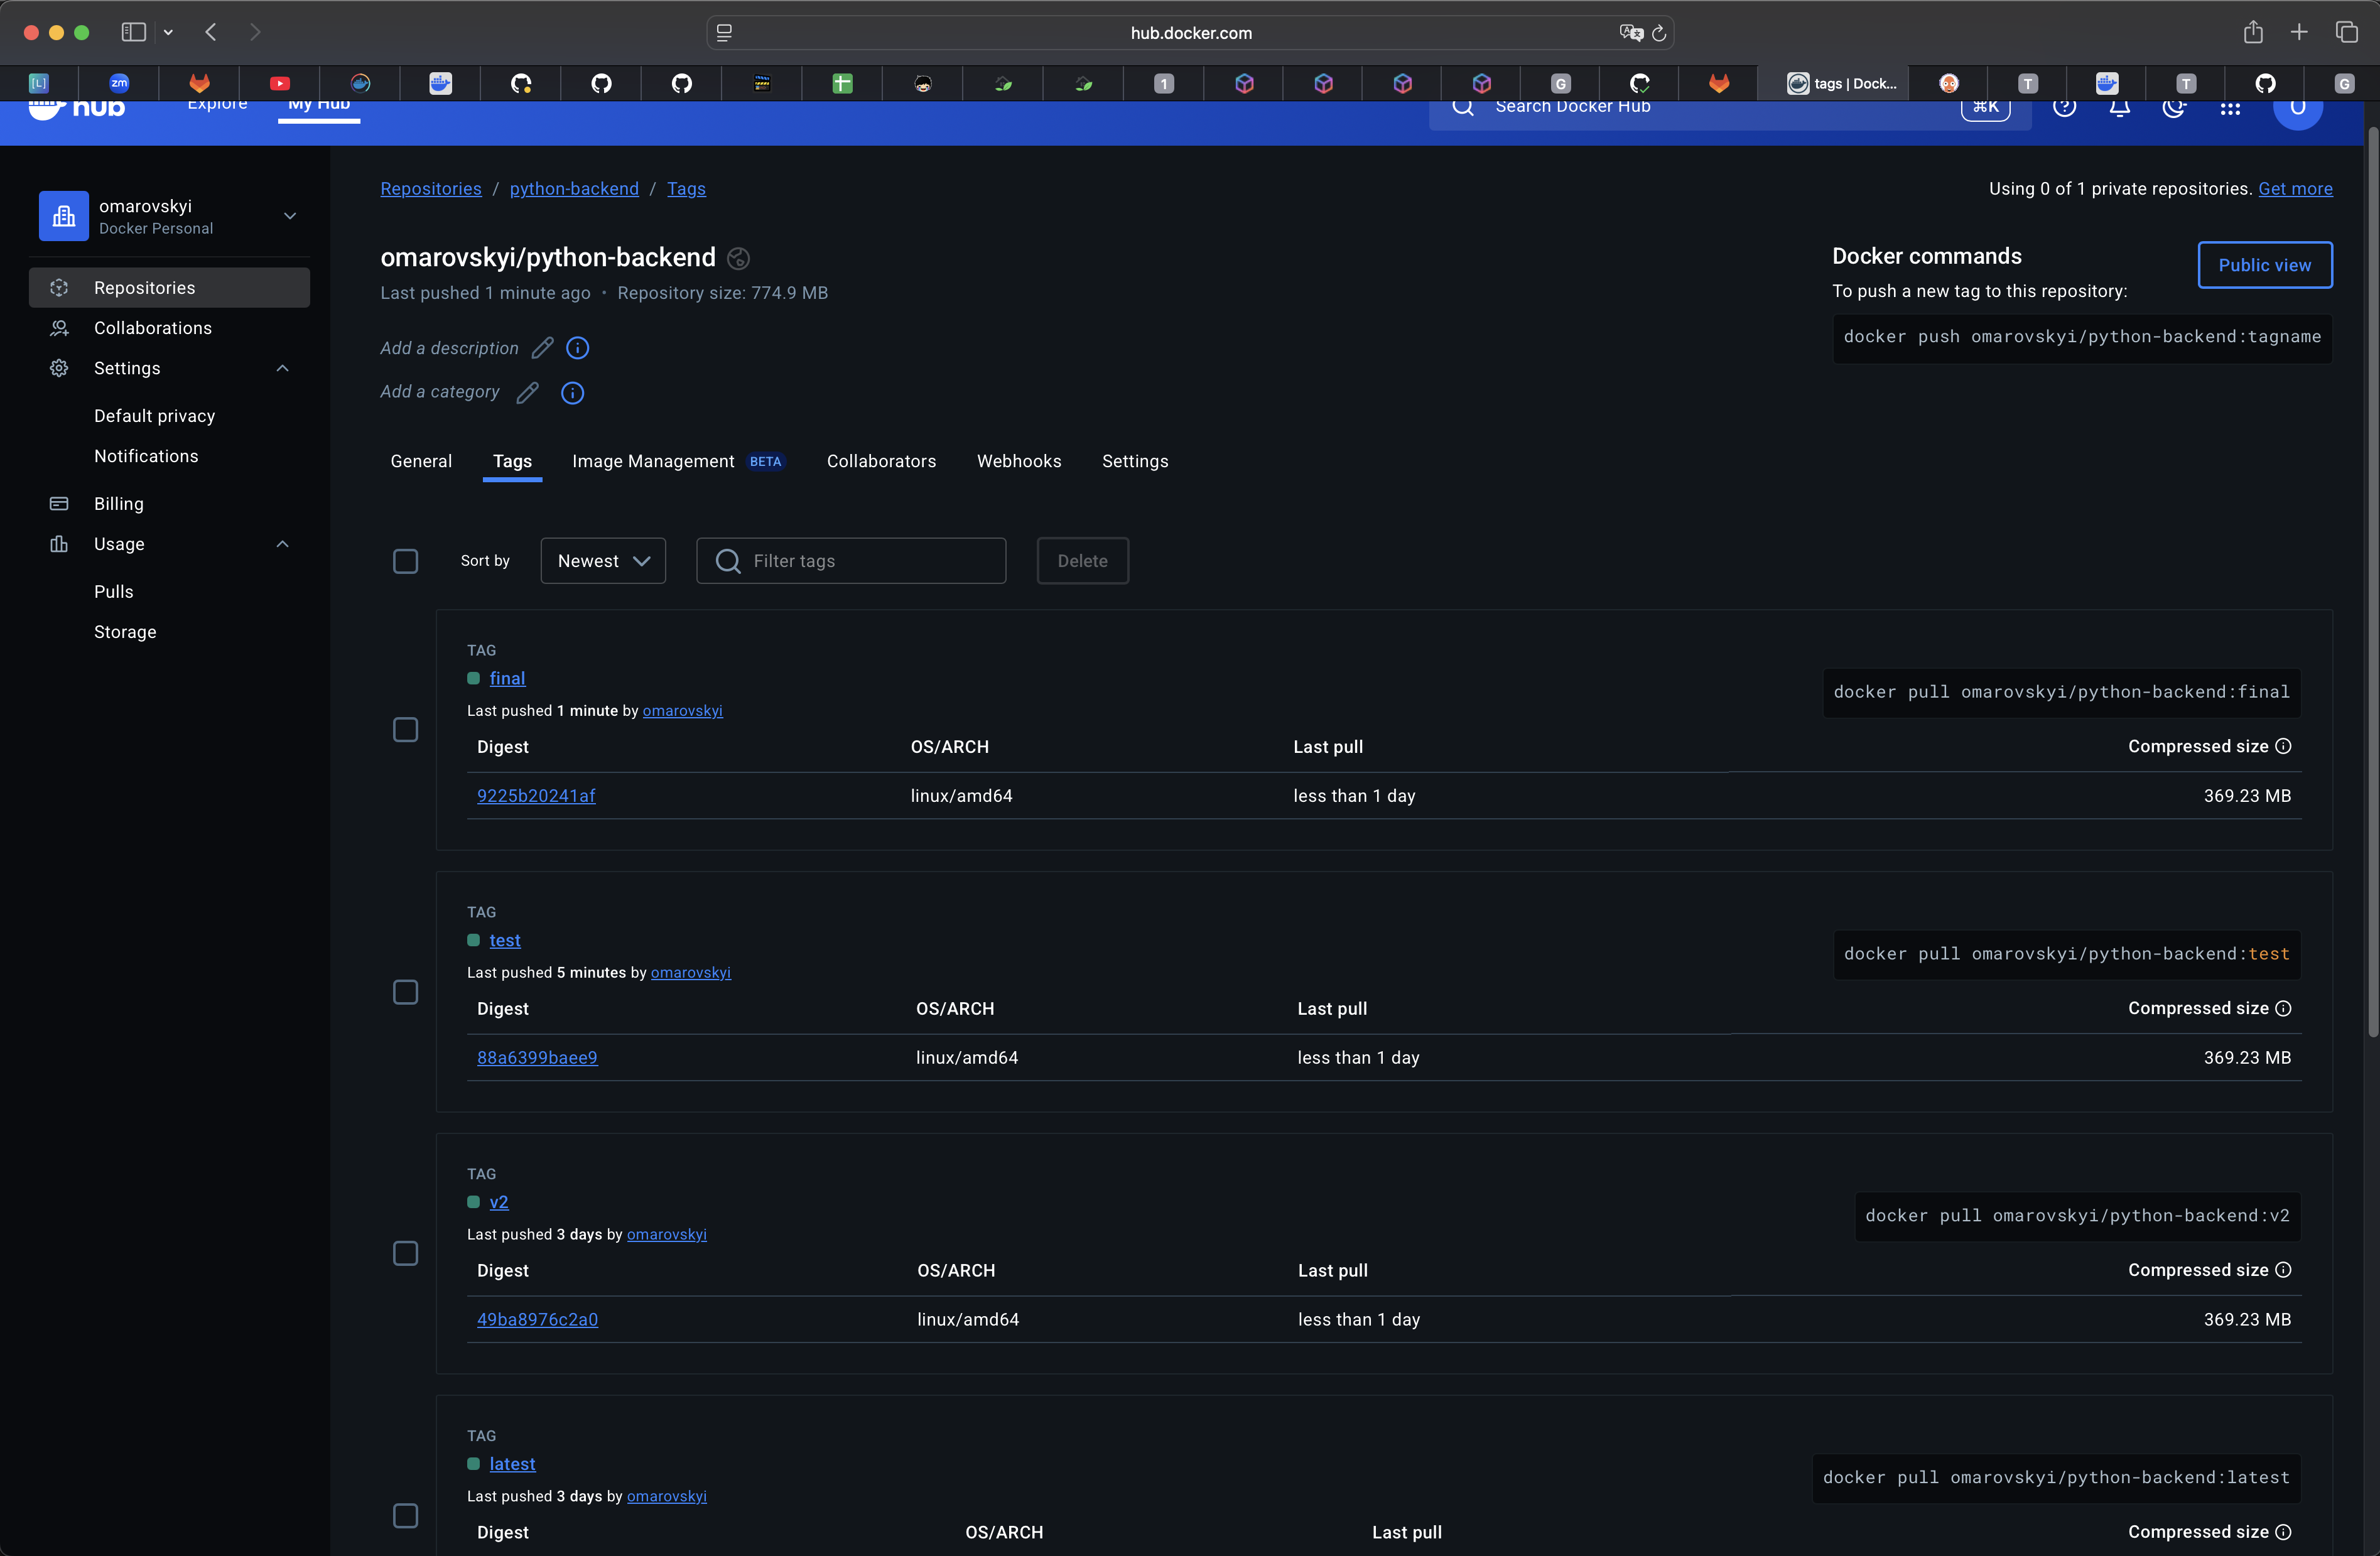 hub.docker.com
[L]
zm
1
G
tags | Dock...
T
T
G
hub
Explore
My Hub
Search Docker Hub
⌘K
omarovskyi
Docker Personal
Repositories
Collaborations
Settings
Default privacy
Notifications
Billing
Usage
Pulls
Storage
Repositories / python-backend / Tags
Using 0 of 1 private repositories. Get more
omarovskyi/python-backend
Last pushed 1 minute ago • Repository size: 774.9 MB
Add a description
Add a category
Docker commands
Public view
To push a new tag to this repository:
docker push omarovskyi/python-backend:tagname
General Tags Image Management BETA Collaborators Webhooks Settings
Sort by Newest Filter tags Delete
TAG
final
docker pull omarovskyi/python-backend:final
Last pushed 1 minute by omarovskyi
Digest OS/ARCH Last pull Compressed size
9225b20241af linux/amd64 less than 1 day 369.23 MB
TAG
test
docker pull omarovskyi/python-backend:test
Last pushed 5 minutes by omarovskyi
Digest OS/ARCH Last pull Compressed size
88a6399baee9 linux/amd64 less than 1 day 369.23 MB
TAG
v2
docker pull omarovskyi/python-backend:v2
Last pushed 3 days by omarovskyi
Digest OS/ARCH Last pull Compressed size
49ba8976c2a0 linux/amd64 less than 1 day 369.23 MB
TAG
latest
docker pull omarovskyi/python-backend:latest
Last pushed 3 days by omarovskyi
Digest OS/ARCH Last pull Compressed size